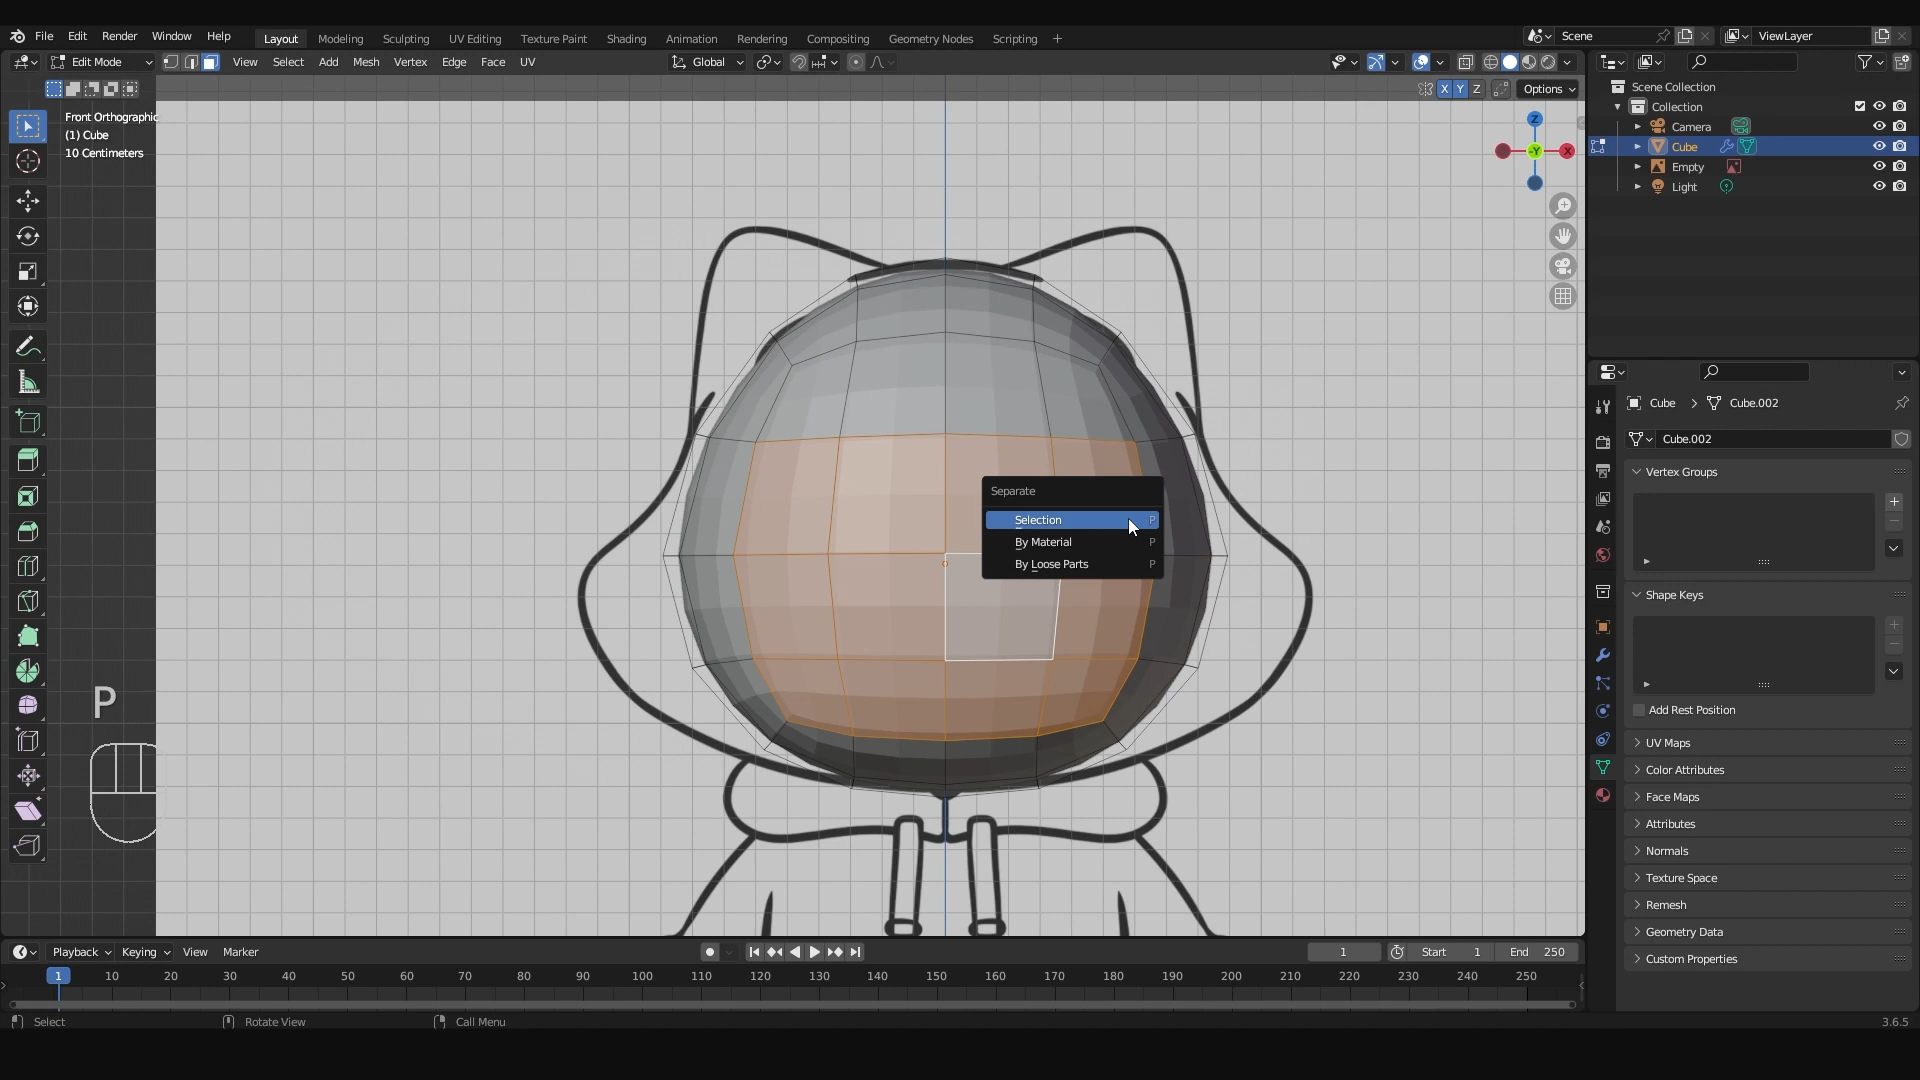 File Edit Render Window Help
Layout Modeling Sculpting UV Editing Texture Paint Shading Animation Rendering Compositing Geometry Nodes Scripting +
Scene
ViewLayer
Edit Mode
View Select Add Mesh Vertex Edge Face UV
Global
X Y Z
Options
Front Orthographic
(1) Cube
10 Centimeters
Z
-Y
X
Separate
Selection P
By Material P
By Loose Parts P
P
Scene Collection
Collection
Camera
Cube
Empty
Light
Cube > Cube.002
Cube.002
Vertex Groups
Shape Keys
Add Rest Position
UV Maps
Color Attributes
Face Maps
Attributes
Normals
Texture Space
Remesh
Geometry Data
Custom Properties
Playback Keying View Marker
1
Start 1
End 250
1 10 20 30 40 50 60 70 80 90 100 110 120 130 140 150 160 170 180 190 200 210 220 230 240 250
Select
Rotate View
Call Menu
3.6.5